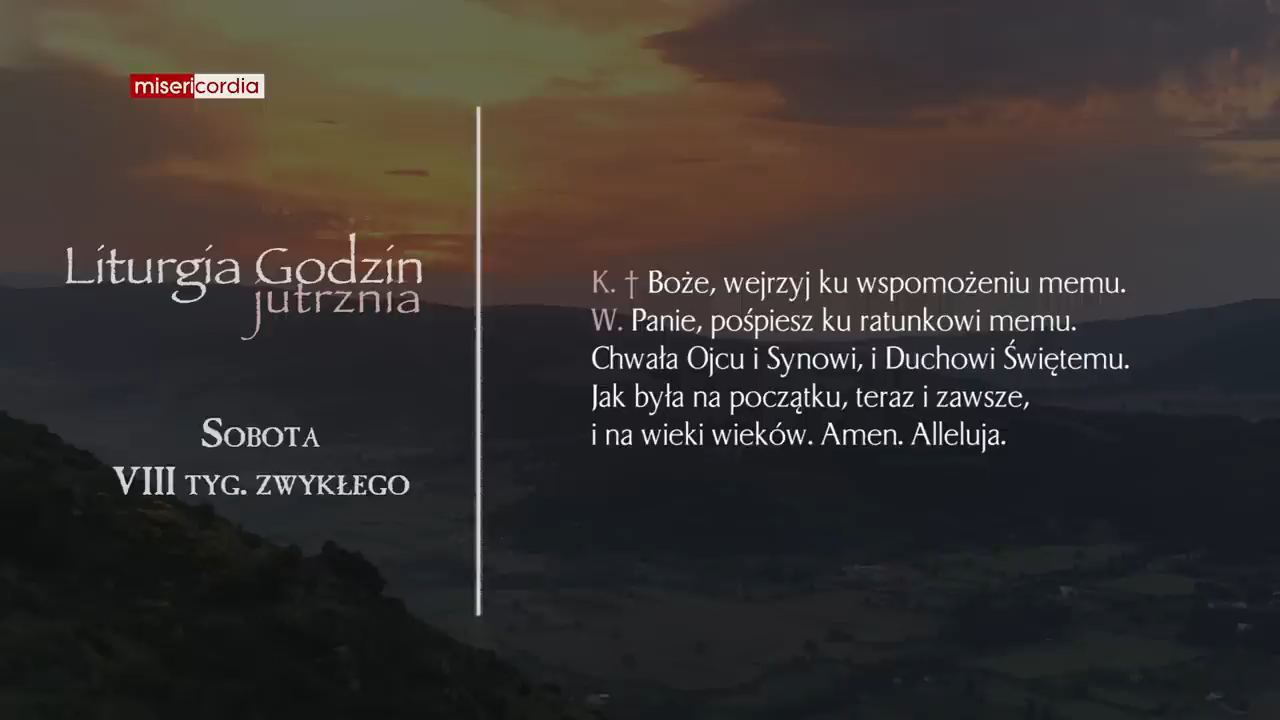 misericordia
Liturgia Godzin
jutrznia
Sobota
VIII tyg. zwykłego
K. † Boże, wejrzyj ku wspomożeniu memu.
W. Panie, pośpiesz ku ratunkowi memu.
Chwała Ojcu i Synowi, i Duchowi Świętemu.
Jak była na początku, teraz i zawsze,
i na wieki wieków. Amen. Alleluja.